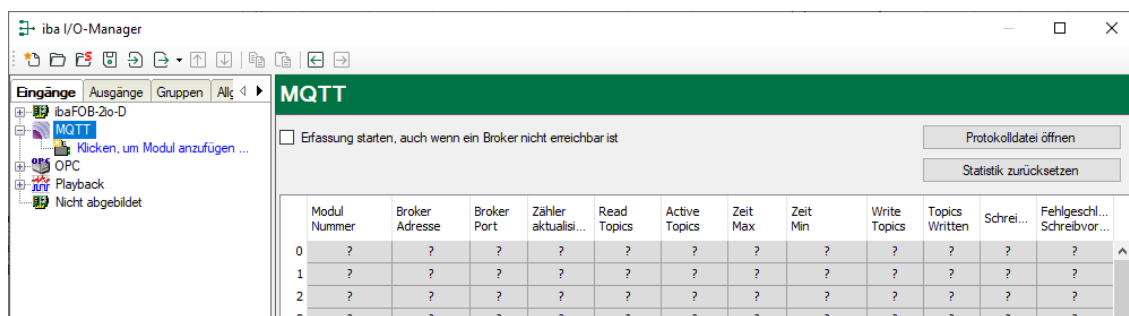 iba I/O-Manager
Eingänge Ausgänge Gruppen Allg
ibaFOB-2io-D
MQTT
Klicken, um Modul anzufügen ...
OPC
Playback
Nicht abgebildet
MQTT
Erfassung starten, auch wenn ein Broker nicht erreichbar ist
Protokolldatei öffnen
Statistik zurücksetzen
Modul Nummer Broker Adresse Broker Port Zähler aktualisi... Read Topics Active Topics Zeit Max Zeit Min Write Topics Topics Written Schrei... Fehlgeschl... Schreibvor...
0 ? ? ? ? ? ? ? ? ? ? ? ?
1 ? ? ? ? ? ? ? ? ? ? ? ?
2 ? ? ? ? ? ? ? ? ? ? ? ?